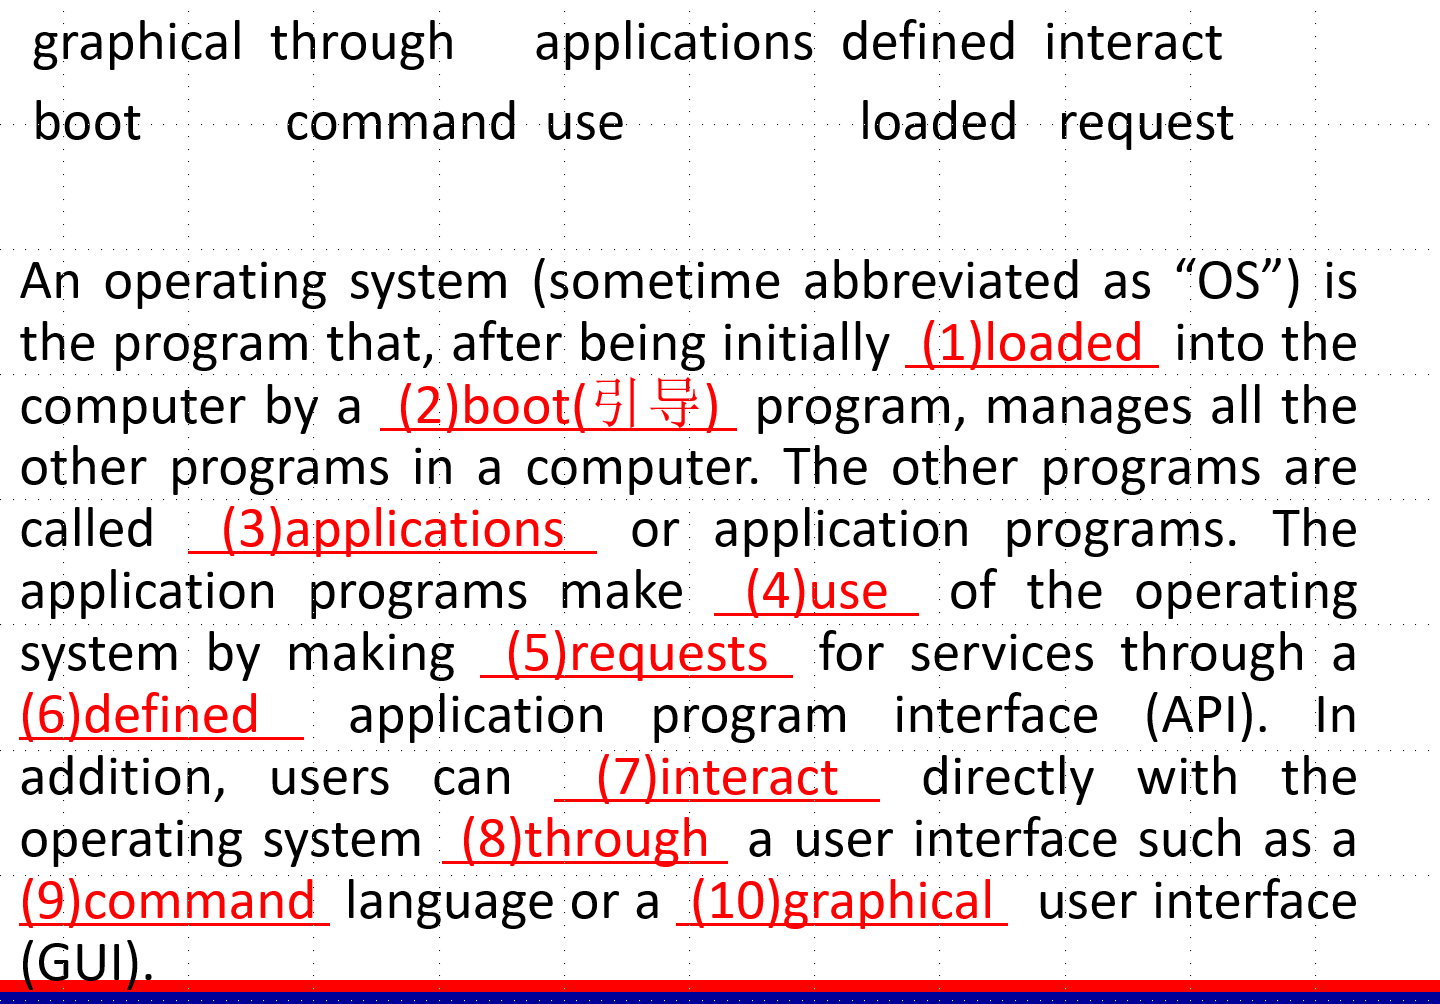 graphical through applications defined interact
boot command use loaded request
An operating system (sometime abbreviated as “OS”) is
the program that, after being initially (1)loaded into the
computer by a (2)boot(引导) program, manages all the
other programs in a computer. The other programs are
called (3)applications or application programs. The
application programs make (4)use of the operating
system by making (5)requests for services through a
(6)defined application program interface (API). In
addition, users can (7)interact directly with the
operating system (8)through a user interface such as a
(9)command language or a (10)graphical user interface
(GUI).